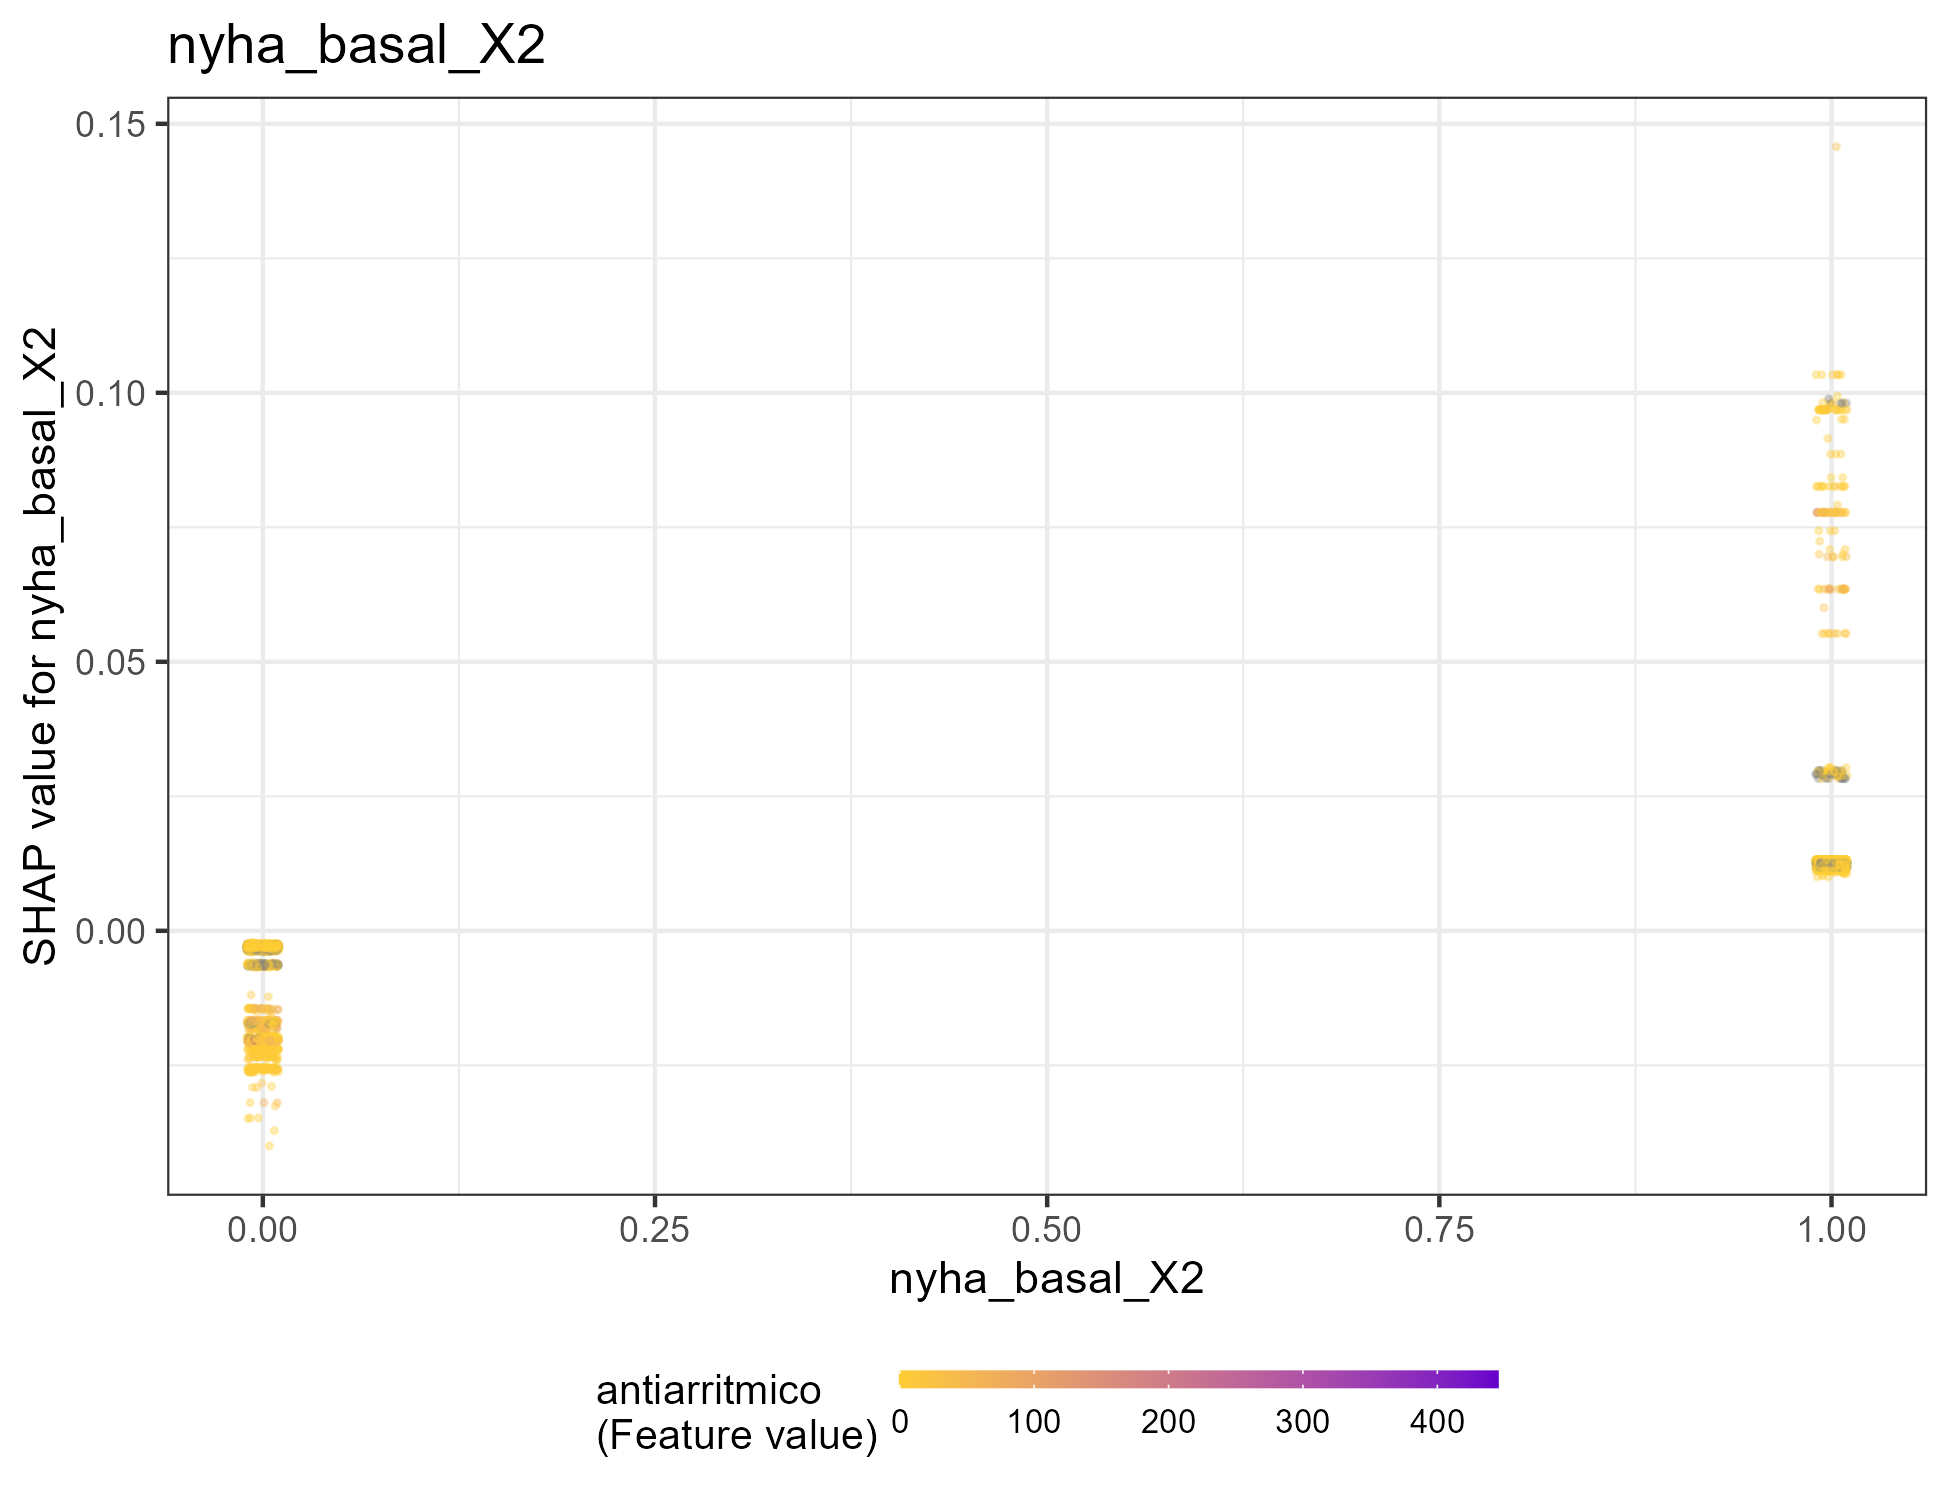 nyha_basal_X2
SHAP value for nyha_basal_X2
0.15
0.10
0.05
0.00
0.00 0.25 0.50 0.75 1.00
nyha_basal_X2
antiarritmico
(Feature value)
0 100 200 300 400